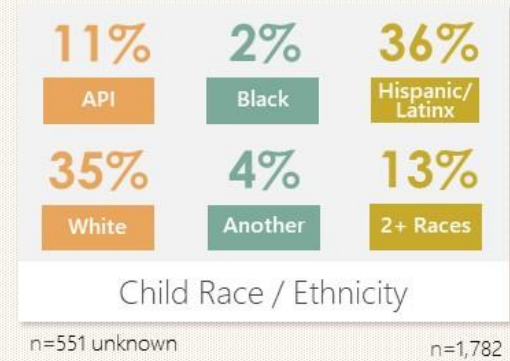 11% 2% 36%
API Black Hispanic/
Latinx
35% 4% 13%
White Another 2+ Races
Child Race / Ethnicity
n=551 unknown n=1,782